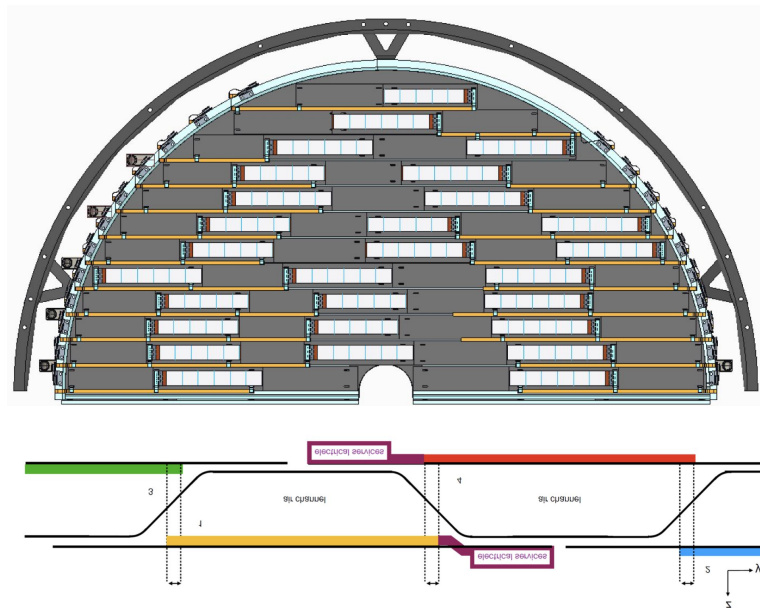 electrical services
4
3
air channel
air channel
1
electrical services
2
y
z